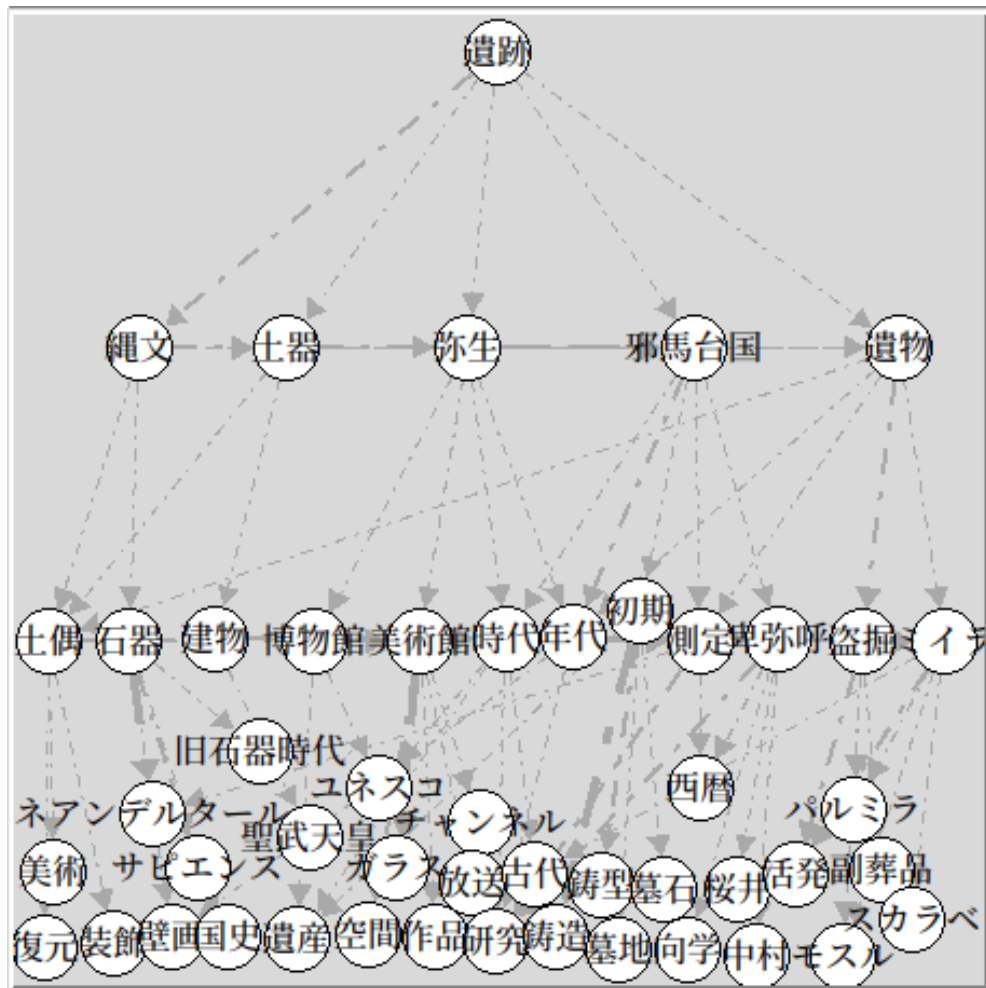 遺跡
縄文
土器
弥生
邪馬台国
遺物
土偶
石器
建物
博物館
美術館
時代
年代
初期
測定
卑弥呼
盗掘
ミイラ
旧石器時代
ユネスコ
西暦
ネアンデルタール
聖武天皇
チャンネル
パルミラ
美術
サピエンス
ガラス
放送
古代
鋳型
墓石
桜井
活発
副葬品
スカラベ
復元
装飾
壁画
国史
遺産
空間
作品
研究
鋳造
墓地
向学
中村
モスル